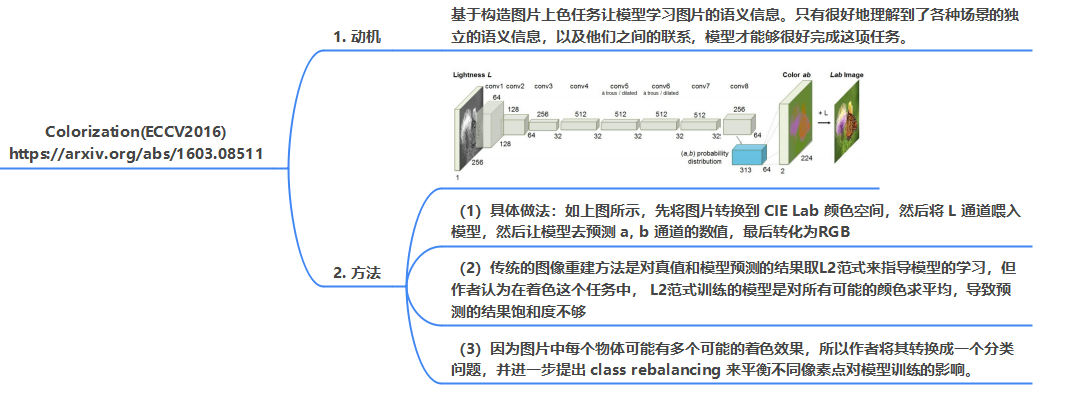 Colorization(ECCV2016)
https://arxiv.org/abs/1603.08511
1. 动机
基于构造图片上色任务让模型学习图片的语义信息。只有很好地理解到了各种场景的独
立的语义信息，以及他们之间的联系，模型才能够很好完成这项任务。
2. 方法
Lightness L
conv1 conv2 conv3 conv4 conv5 conv6 conv7 conv8
à trous / dilated à trous / dilated
Color ab
Lab Image
64
128
256
512
512
512
512
256
+ L
64
32
32
32
32
32
64
128
256
1
(a,b) probability
distribution
313
64
2
224
（1）具体做法：如上图所示，先将图片转换到 CIE Lab 颜色空间，然后将 L 通道喂入
模型，然后让模型去预测 a, b 通道的数值，最后转化为RGB
（2）传统的图像重建方法是对真值和模型预测的结果取L2范式来指导模型的学习，但
作者认为在着色这个任务中， L2范式训练的模型是对所有可能的颜色求平均，导致预
测的结果饱和度不够
（3）因为图片中每个物体可能有多个可能的着色效果，所以作者将其转换成一个分类
问题，并进一步提出 class rebalancing 来平衡不同像素点对模型训练的影响。